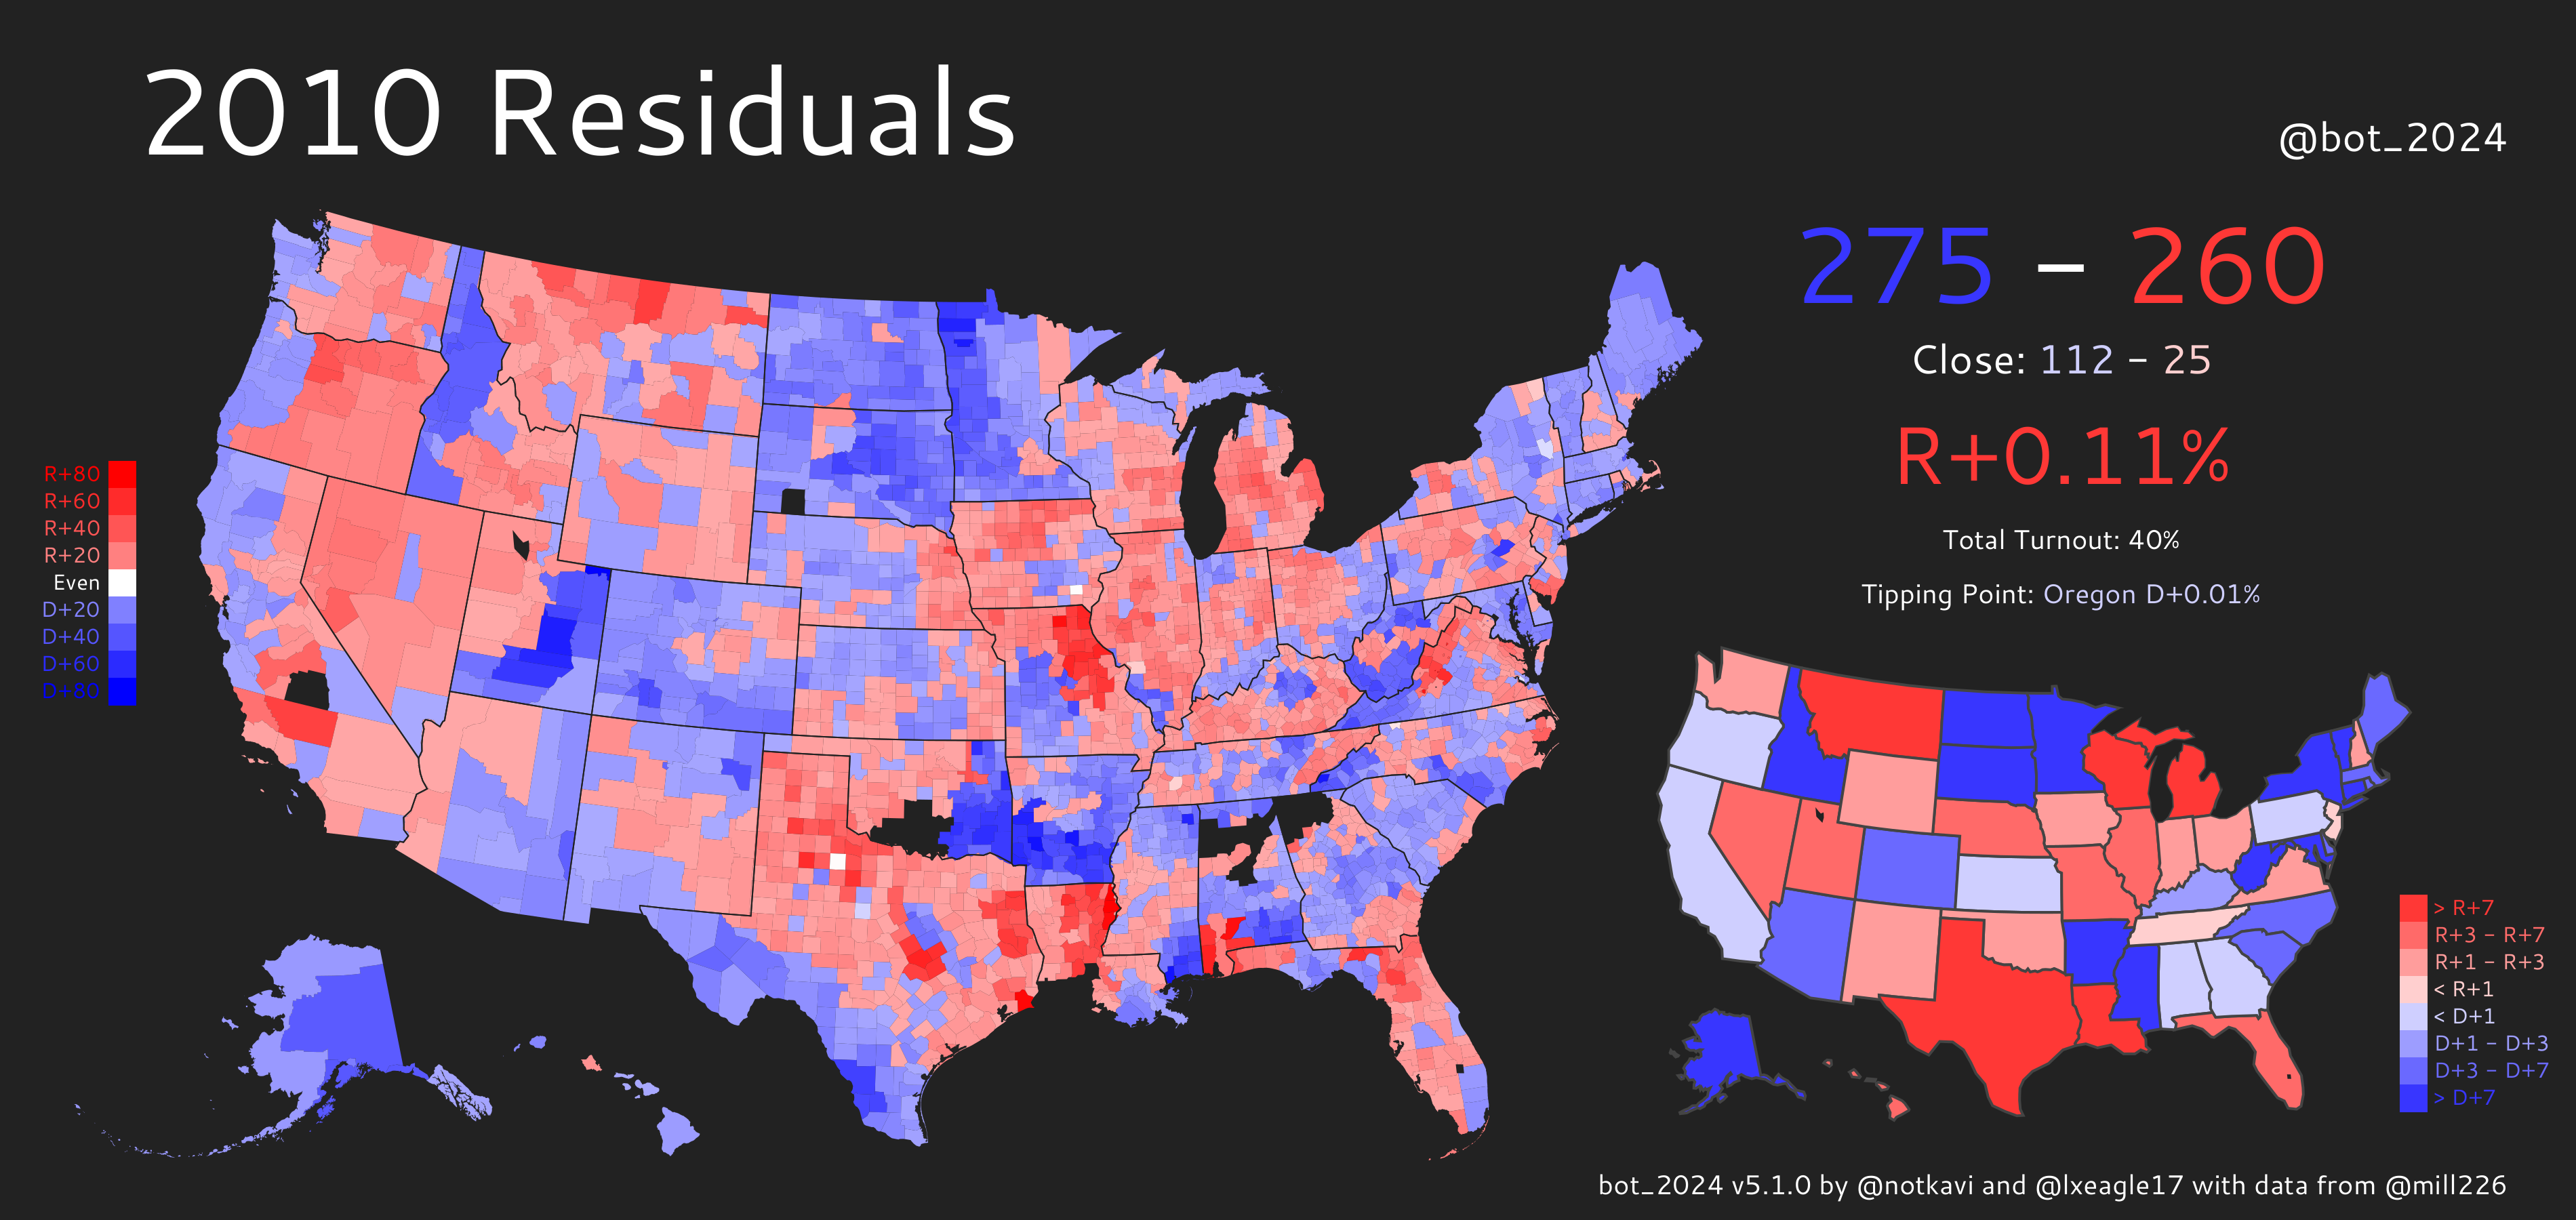 2010 Residuals
@bot_2024
275 – 260
Close: 112 - 25
R+0.11%
Total Turnout: 40%
Tipping Point: Oregon D+0.01%
R+80
R+60
R+40
R+20
Even
D+20
D+40
D+60
D+80
> R+7
R+3 - R+7
R+1 - R+3
< R+1
< D+1
D+1 - D+3
D+3 - D+7
> D+7
bot_2024 v5.1.0 by @notkavi and @lxeagle17 with data from @mill226